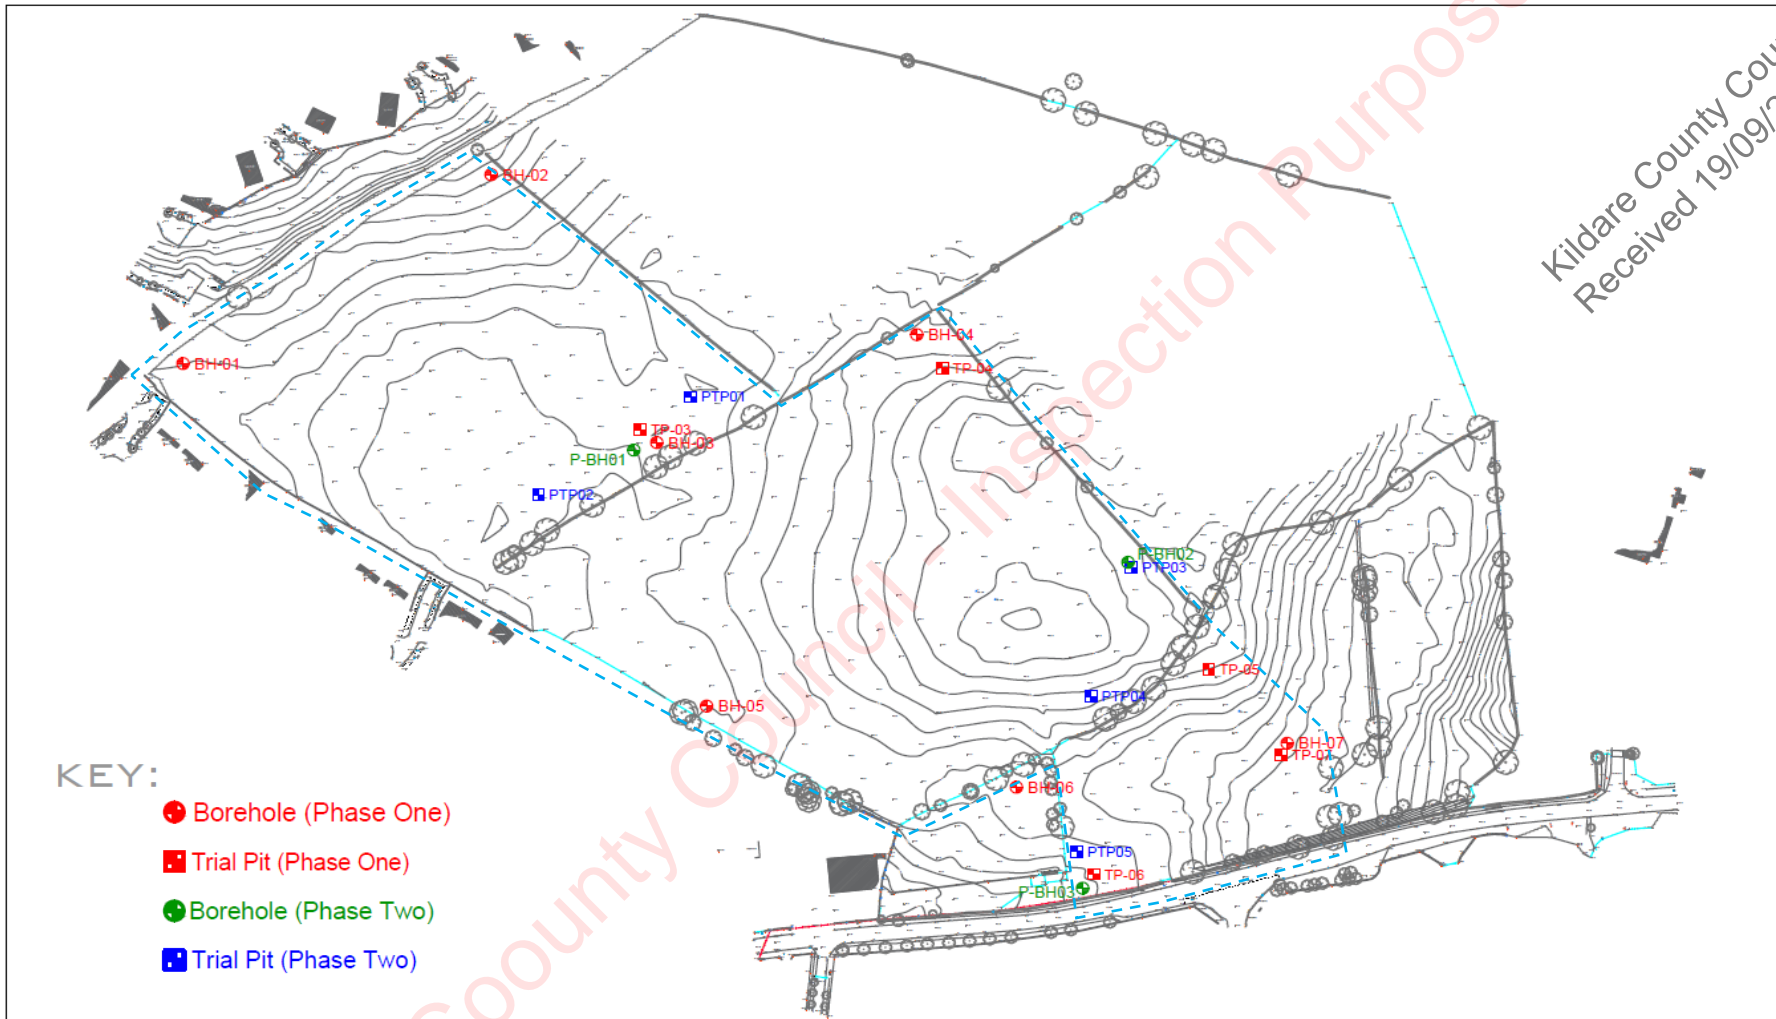 Kildare County Cou
Received 19/09/2
County Council - Inspection Purpos
BH-02
BH-01
BH-04
TP-04
PTP01
TP-03
BH-03
P-BH01
PTP02
P-BH02
PTP03
TP-05
PTP04
BH-05
BH-07
TP-07
BH-06
PTP05
TP-06
P-BH03
KEY:
Borehole (Phase One)
Trial Pit (Phase One)
Borehole (Phase Two)
Trial Pit (Phase Two)